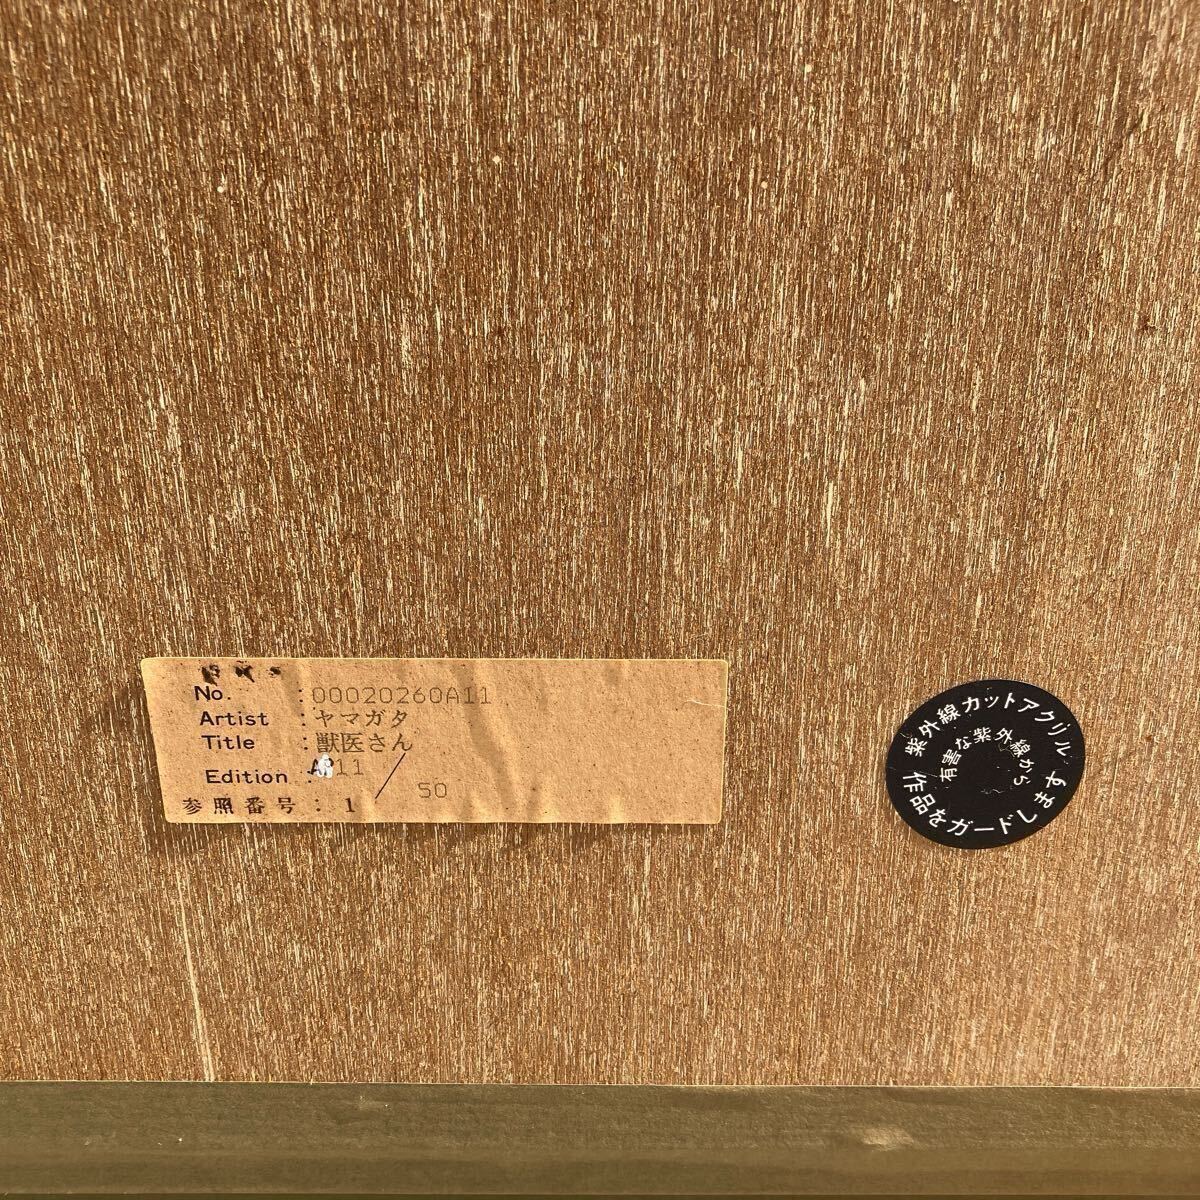 No. :00020260A11
Artist :ヤマガタ
Title :獣医さん
Edition :AP11 / 50
参照番号: 1
紫外線カットアクリル
有害な紫外線から
作品をガードします